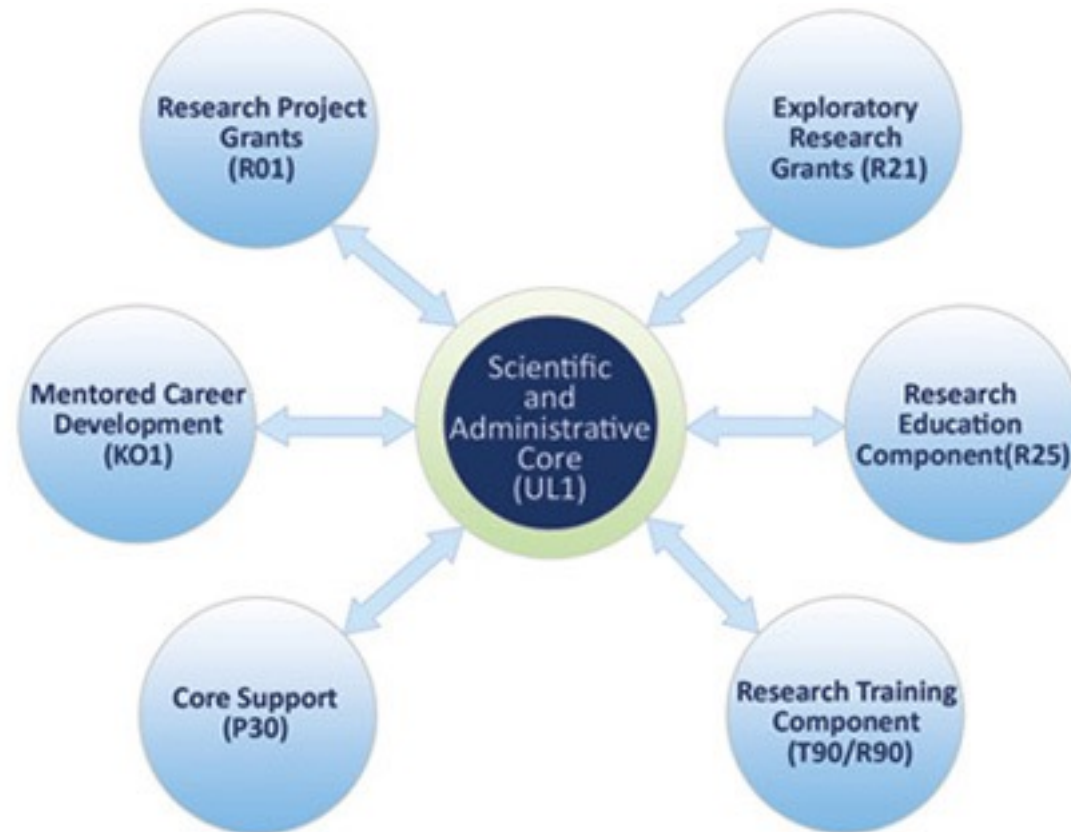 Research Project
Grants
(R01)
Exploratory
Research
Grants (R21)
Mentored Career
Development
(KO1)
Scientific
and
Administrative
Core
(UL1)
Research
Education
Component(R25)
Core Support
(P30)
Research Training
Component
(T90/R90)